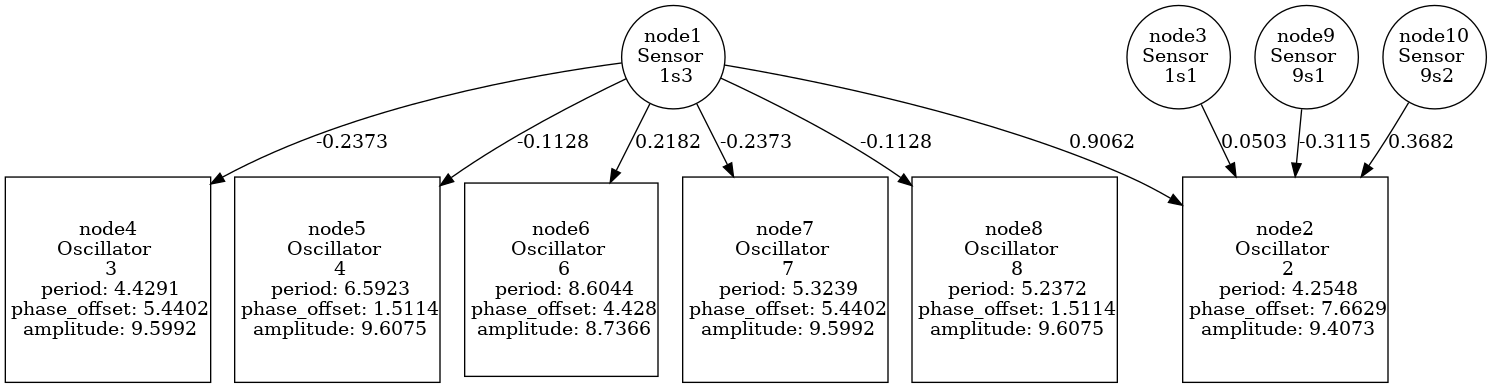 node1
Sensor
1s3
node3
Sensor
1s1
node9
Sensor
9s1
node10
Sensor
9s2
-0.2373
-0.1128
0.2182
-0.2373
-0.1128
0.9062
0.0503
-0.3115
0.3682
node4
Oscillator
3
period: 4.4291
phase_offset: 5.4402
amplitude: 9.5992
node5
Oscillator
4
period: 6.5923
phase_offset: 1.5114
amplitude: 9.6075
node6
Oscillator
6
period: 8.6044
phase_offset: 4.428
amplitude: 8.7366
node7
Oscillator
7
period: 5.3239
phase_offset: 5.4402
amplitude: 9.5992
node8
Oscillator
8
period: 5.2372
phase_offset: 1.5114
amplitude: 9.6075
node2
Oscillator
2
period: 4.2548
phase_offset: 7.6629
amplitude: 9.4073